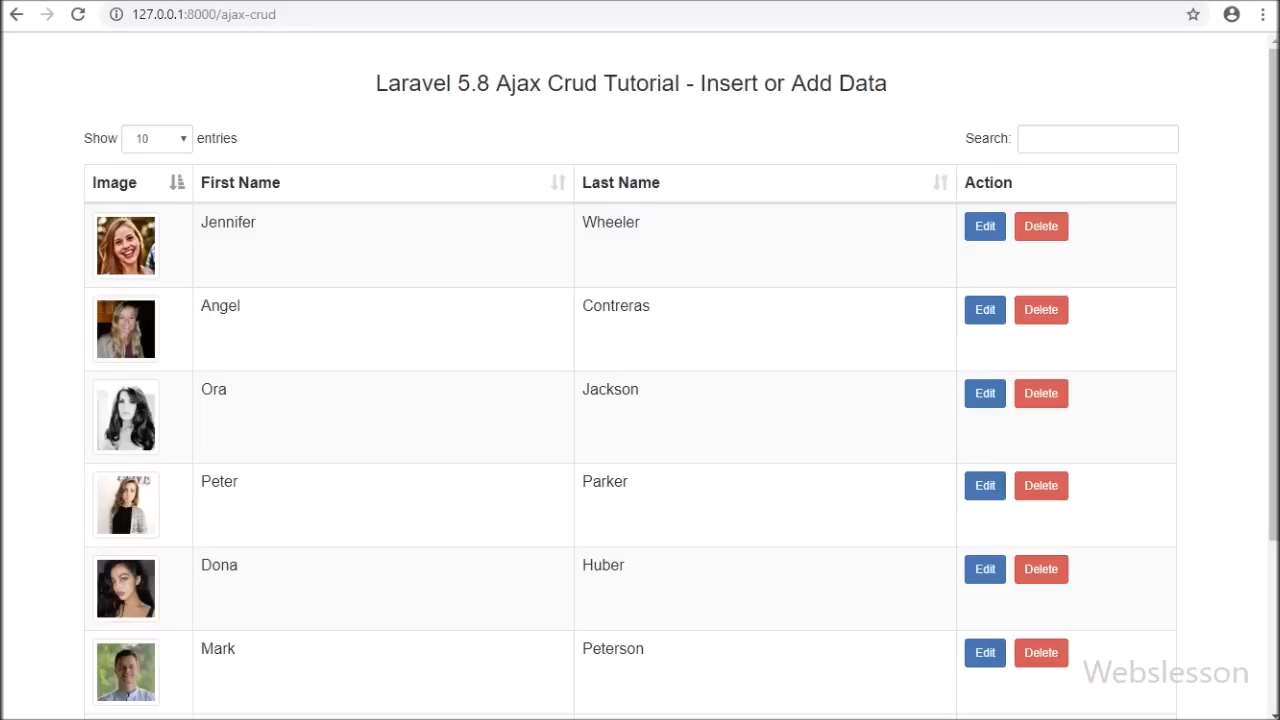 127.0.0.1:8000/ajax-crud
Laravel 5.8 Ajax Crud Tutorial - Insert or Add Data
Show 10 entries Search:
Image First Name Last Name Action
Jennifer Wheeler Edit Delete
Angel Contreras Edit Delete
Ora Jackson Edit Delete
Peter Parker Edit Delete
Dona Huber Edit Delete
Mark Peterson Edit Delete
Webslesson